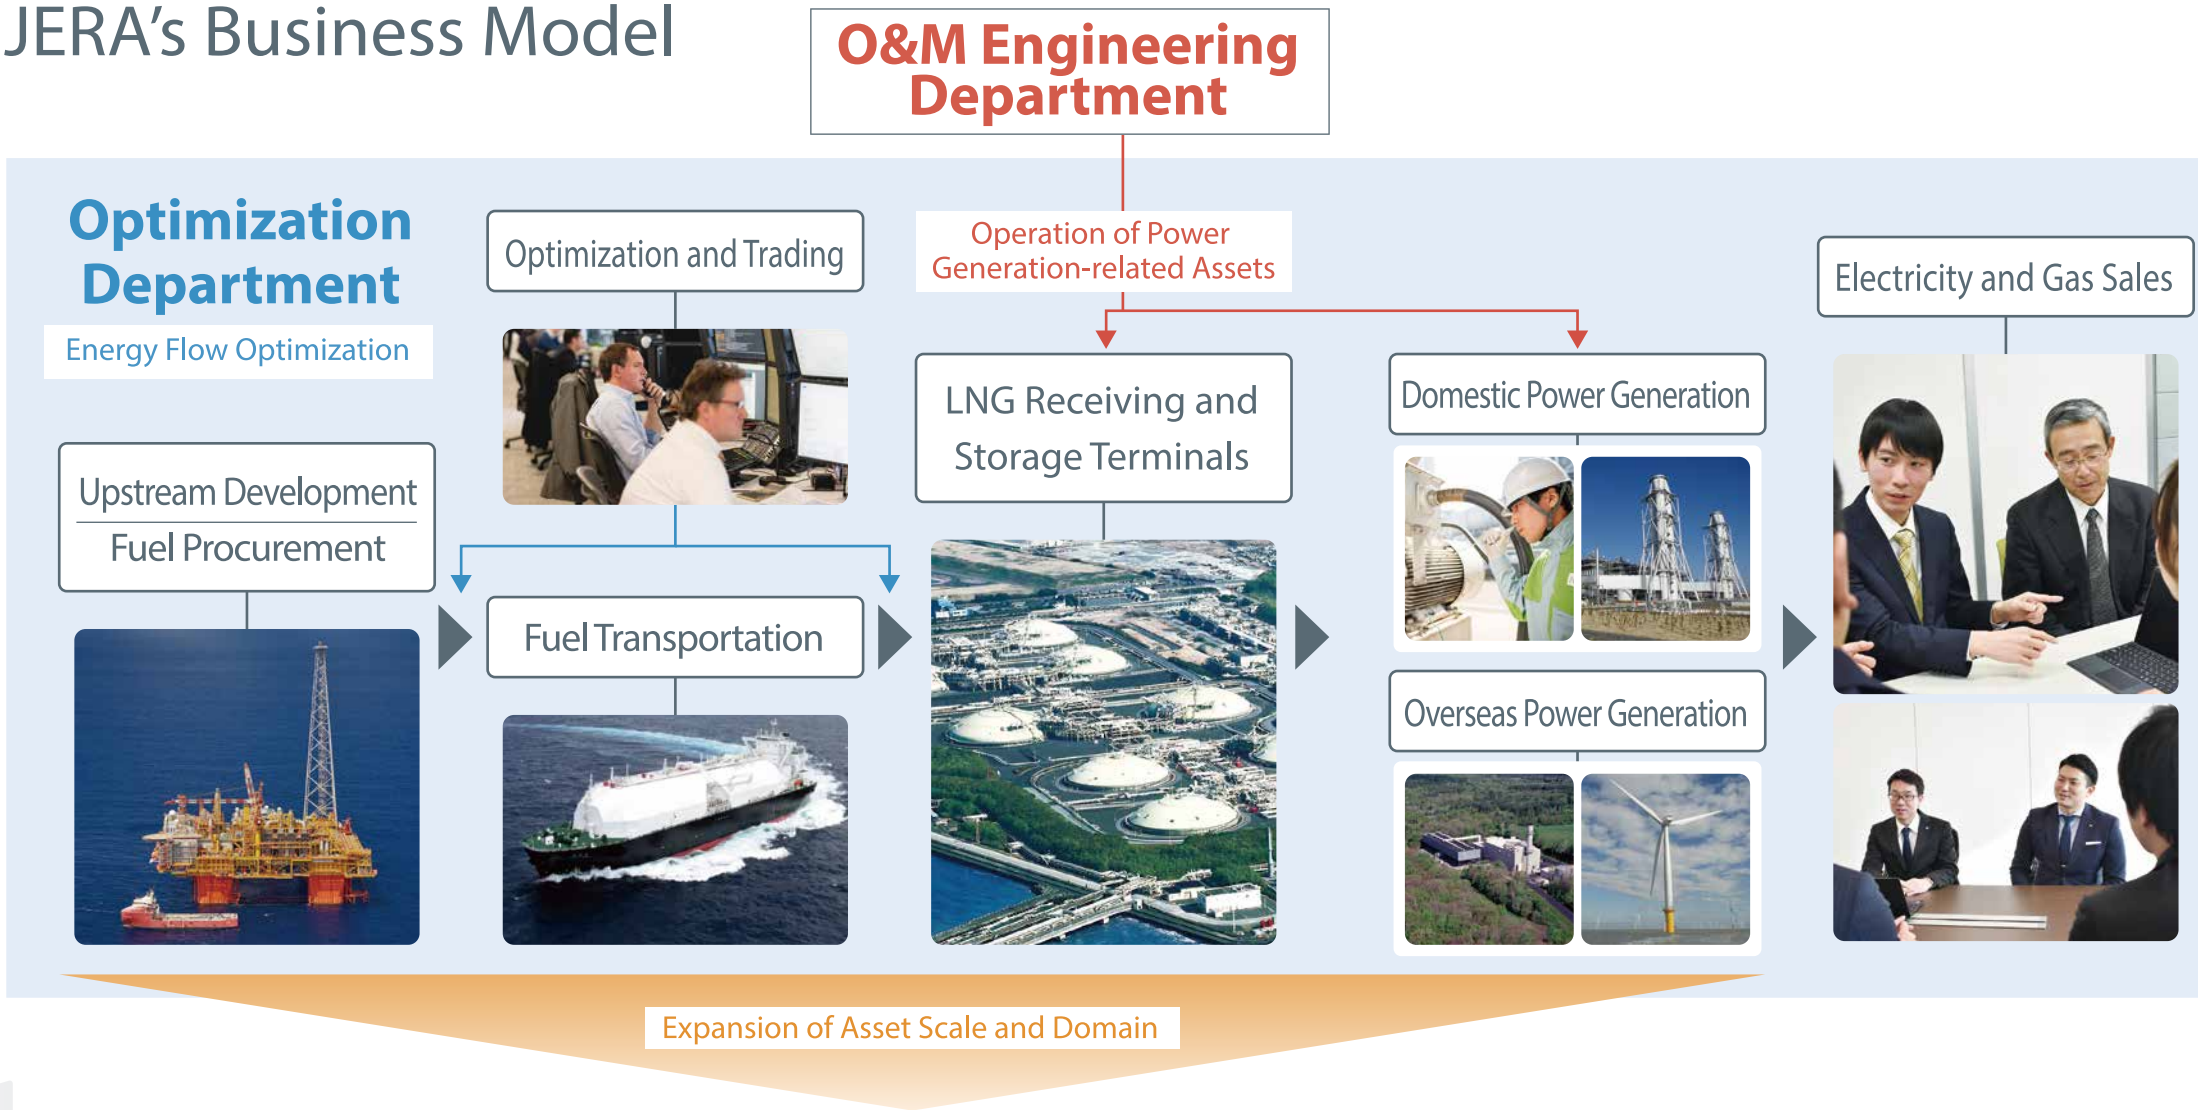 JERA's Business Model
O&M Engineering
Department
Optimization
Department
Energy Flow Optimization
Optimization and Trading
Operation of Power
Generation-related Assets
Electricity and Gas Sales
Upstream Development
Fuel Procurement
Fuel Transportation
LNG Receiving and
Storage Terminals
Domestic Power Generation
Overseas Power Generation
Expansion of Asset Scale and Domain